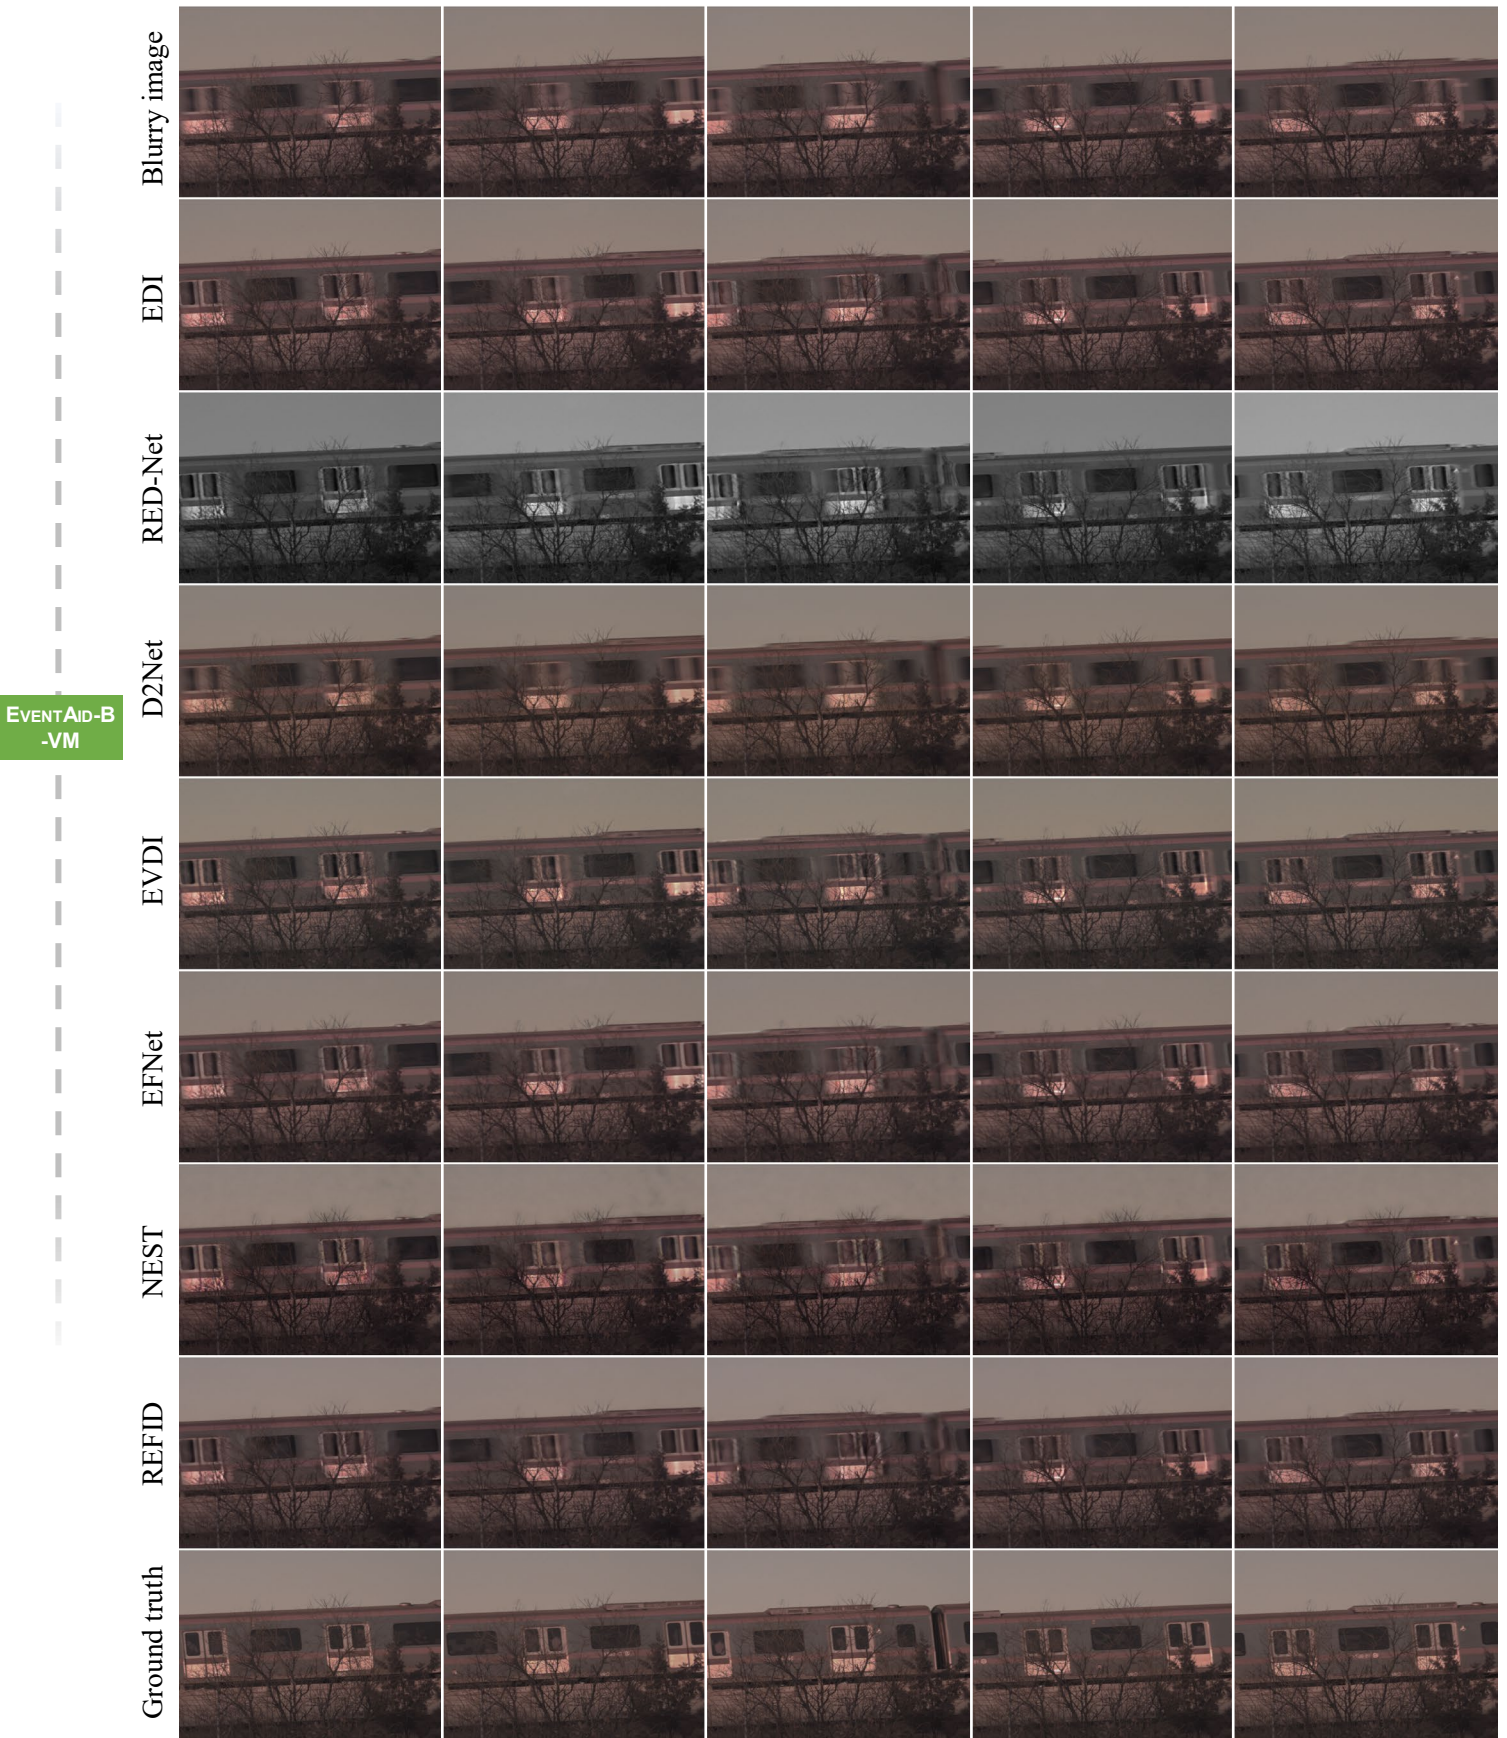 Blurry image
EDI
RED-Net
D2Net
EVENTAID-B
-VM
EVDI
EFNet
NEST
REFID
Ground truth